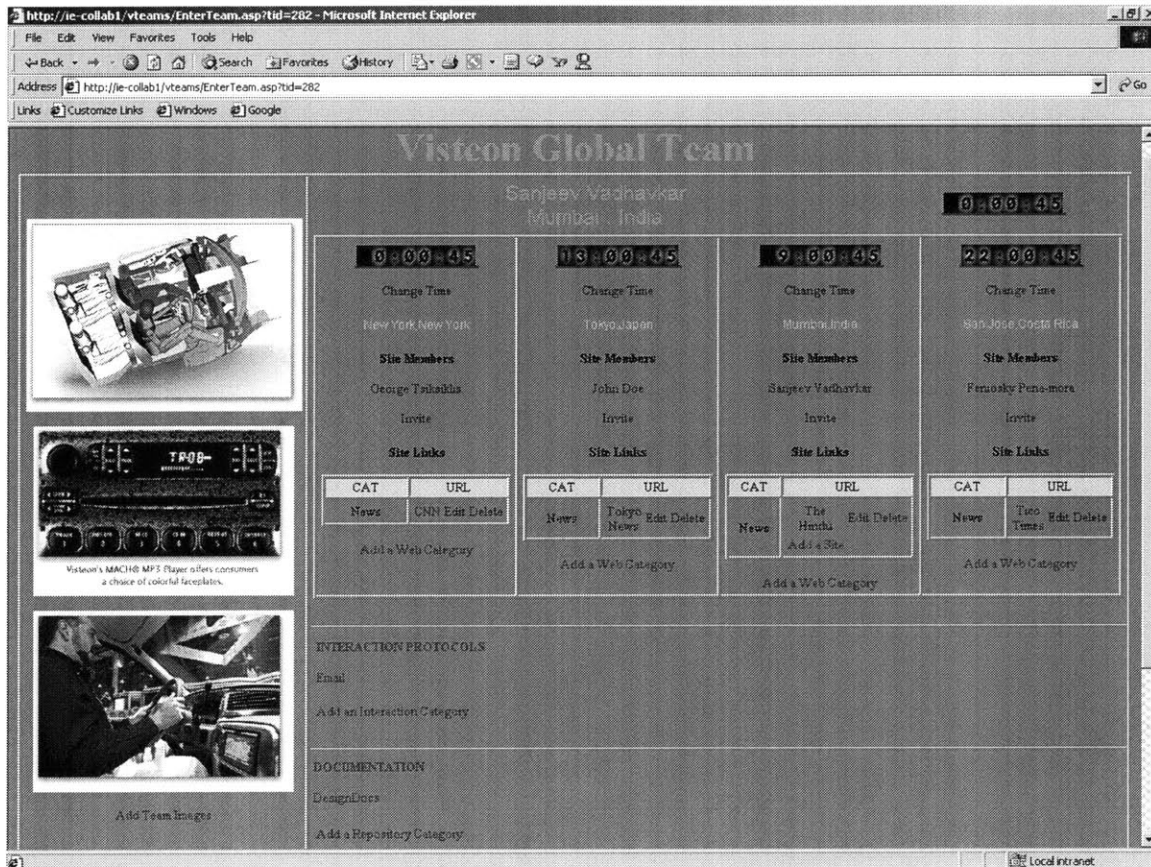 http://ie-collab1/vteams/EnterTeam.asp?tid=282 - Microsoft Internet Explorer
File Edit View Favorites Tools Help
Back Search Favorites History
Address http://ie-collab1/vteams/EnterTeam.asp?tid=282 Go
Links Customize Links Windows Google
Visteon Global Team
Sanjeev Vadhavkar
Mumbai India
0:00:45
0:00:45 13:00:45 9:00:45 22:00:45
Change Time Change Time Change Time Change Time
New York,New York Tokyo,Japan Mumbai,India San Jose,Costa Rica
Site Members Site Members Site Members Site Members
George Tsiksikls John Doe Sanjeev Vadhavkar Feniosky Pena-mora
Invite Invite Invite Invite
Site Links Site Links Site Links Site Links
CAT URL CAT URL CAT URL CAT URL
News CNN Edit Delete
News Tokyo News Edit Delete
News The Hindu Edit Delete
Add a Site
News Tico Times Edit Delete
Add a Web Category Add a Web Category Add a Web Category Add a Web Category
TR08
Visteon's MACH® MP3 Player offers consumers
a choice of colorful faceplates.
Add Team Images
INTERACTION PROTOCOLS
Email
Add an Interaction Category
DOCUMENTATION
DesignDocs
Add a Repository Category
Local intranet